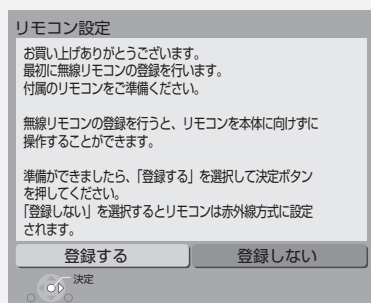 リモコン設定
お買い上げありがとうございます。
最初に無線リモコンの登録を行います。
付属のリモコンをご準備ください。
無線リモコンの登録を行うと、リモコンを本体に向けずに
操作することができます。
準備ができましたら、「登録する」を選択して決定ボタン
を押してください。
「登録しない」を選択するとリモコンは赤外線方式に設定
されます。
登録する
登録しない
決定